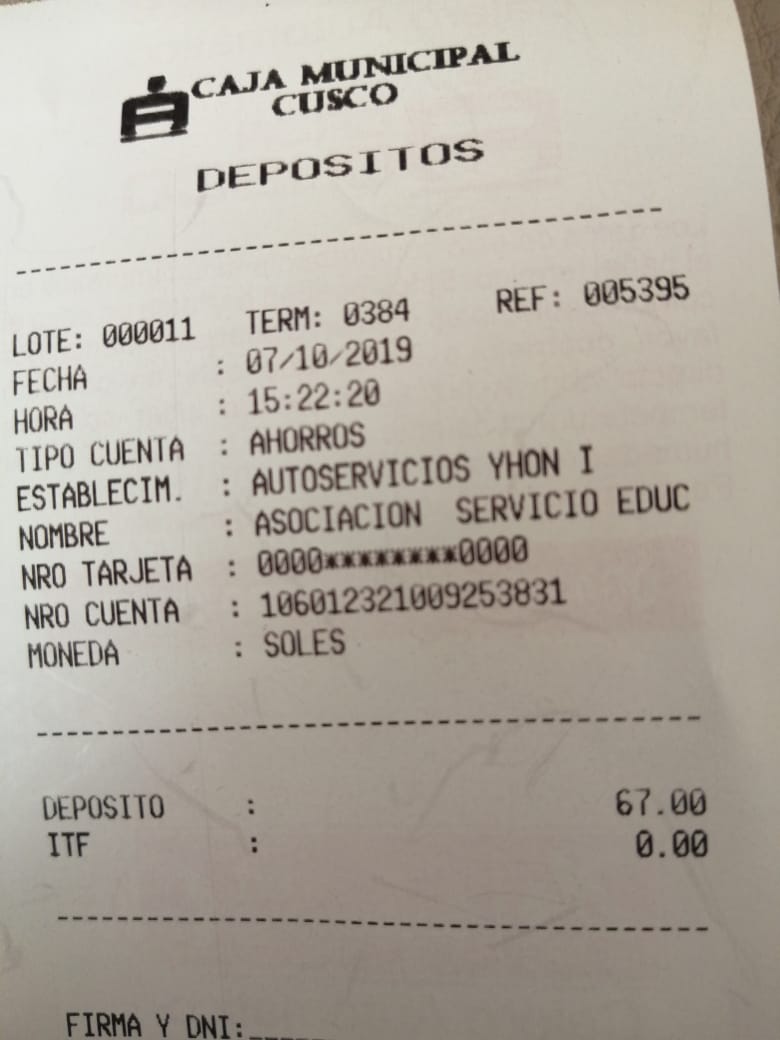 CAJA MUNICIPAL
CUSCO
DEPOSITOS
LOTE: 000011 TERM: 0384 REF: 005395
FECHA : 07/10/2019
HORA : 15:22:20
TIPO CUENTA : AHORROS
ESTABLECIM. : AUTOSERVICIOS YHON I
NOMBRE : ASOCIACION SERVICIO EDUC
NRO TARJETA : 0000********0000
NRO CUENTA : 106012321009253831
MONEDA : SOLES
DEPOSITO : 67.00
ITF : 0.00
FIRMA Y DNI: